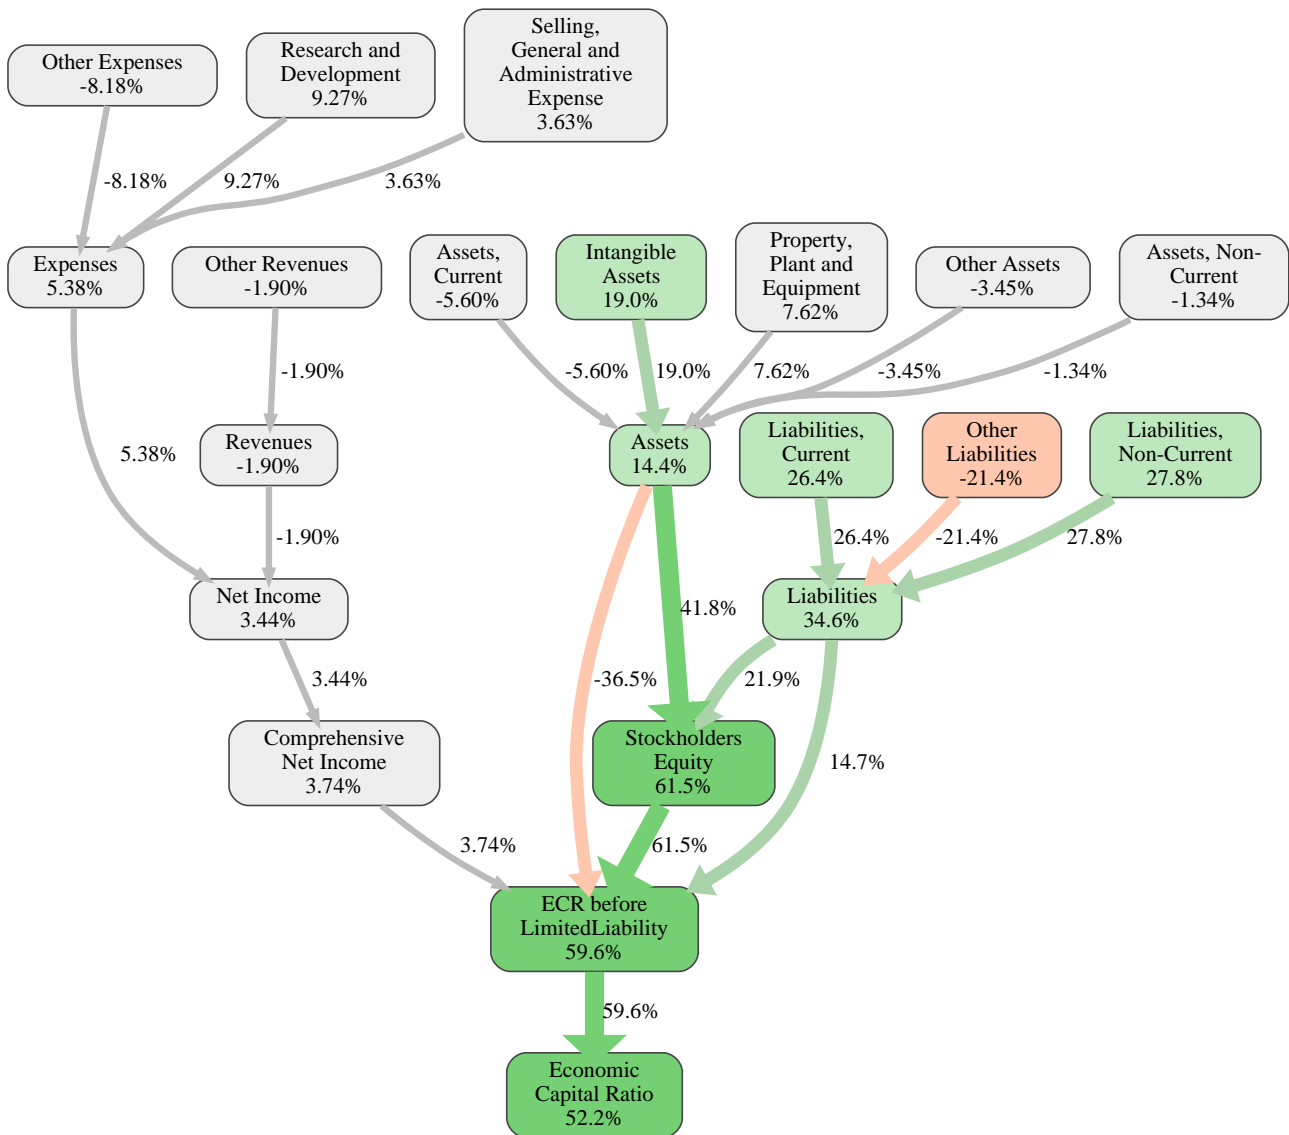 Other Expenses
-8.18%
Research and
Development
9.27%
Selling,
General and
Administrative
Expense
3.63%
-8.18%
9.27%
3.63%
Expenses
5.38%
Other Revenues
-1.90%
Assets,
Current
-5.60%
Intangible
Assets
19.0%
Property,
Plant and
Equipment
7.62%
Other Assets
-3.45%
Assets, Non-
Current
-1.34%
-1.90%
-5.60%
19.0%
7.62%
-3.45%
-1.34%
5.38%
Revenues
-1.90%
Assets
14.4%
Liabilities,
Current
26.4%
Other
Liabilities
-21.4%
Liabilities,
Non-Current
27.8%
-1.90%
26.4%
-21.4%
27.8%
Net Income
3.44%
41.8%
Liabilities
34.6%
3.44%
-36.5%
21.9%
Comprehensive
Net Income
3.74%
Stockholders
Equity
61.5%
14.7%
3.74%
61.5%
ECR before
LimitedLiability
59.6%
59.6%
Economic
Capital Ratio
52.2%